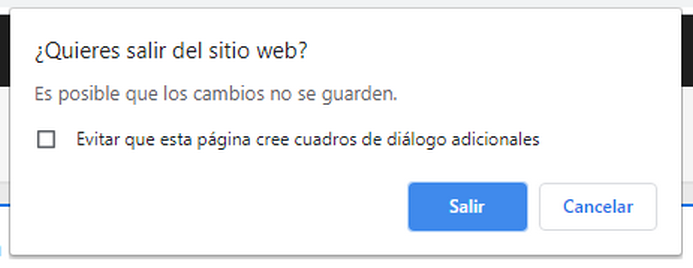 ¿Quieres salir del sitio web?
Es posible que los cambios no se guarden.
Evitar que esta página cree cuadros de diálogo adicionales
Salir
Cancelar